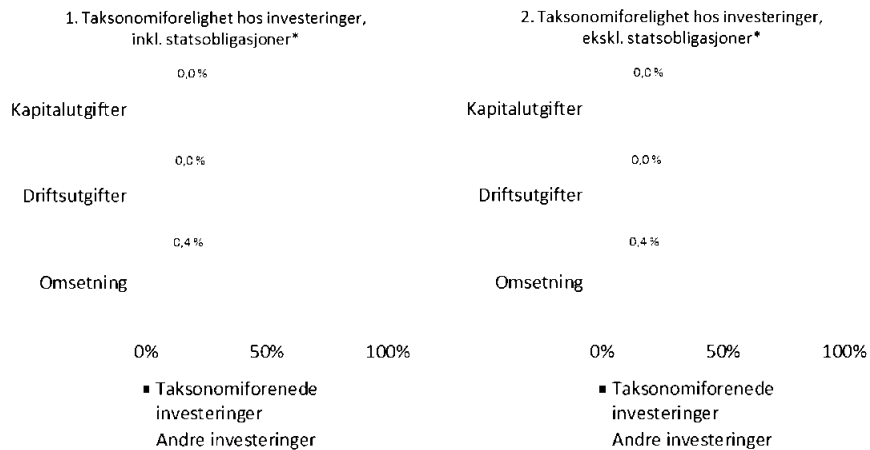 1. Taksonomiforelighet hos investeringer,
inkl. statsobligasjoner*
0,0 %
Kapitalutgifter
0,0 %
Driftsutgifter
0,4 %
Omsetning
0% 50% 100%
Taksonomiforenede
investeringer
Andre investeringer
2. Taksonomiforelighet hos investeringer,
ekskl. statsobligasjoner*
0,0 %
Kapitalutgifter
0,0 %
Driftsutgifter
0,4 %
Omsetning
0% 50% 100%
Taksonomiforenede
investeringer
Andre investeringer